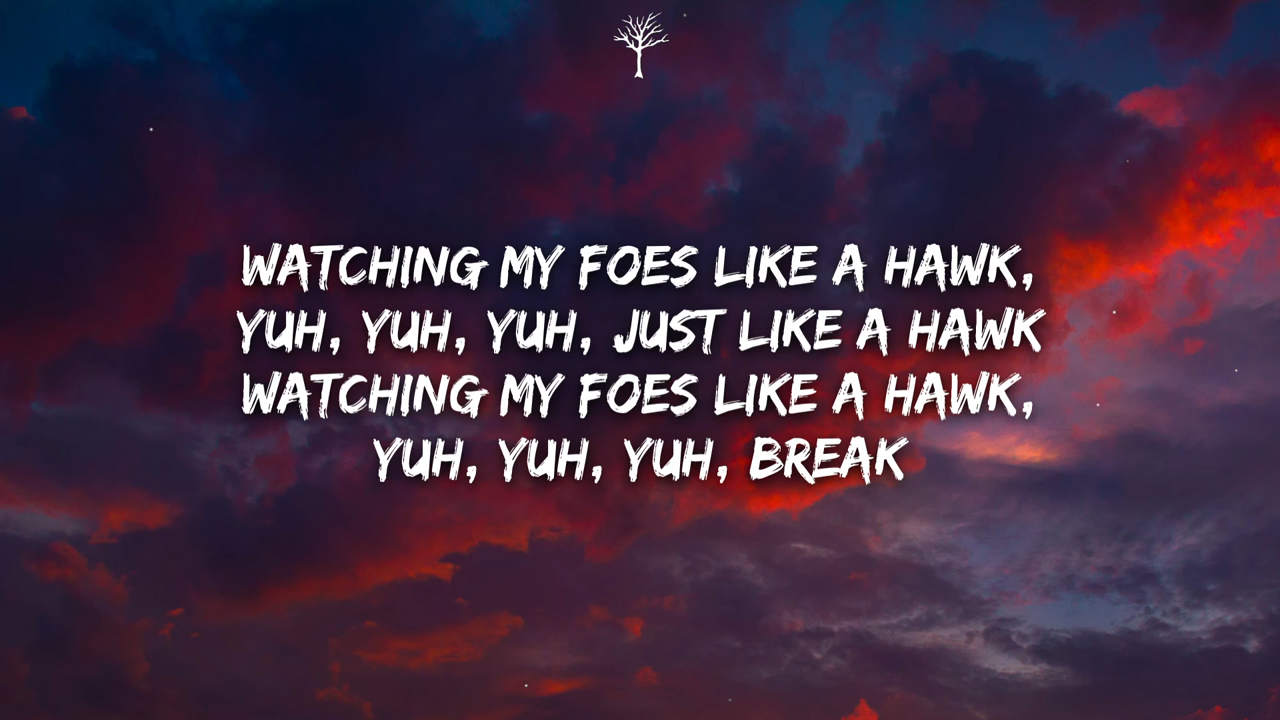 WATCHING MY FOES LIKE A HAWK,
YUH, YUH, YUH, JUST LIKE A HAWK
WATCHING MY FOES LIKE A HAWK,
YUH, YUH, YUH, BREAK